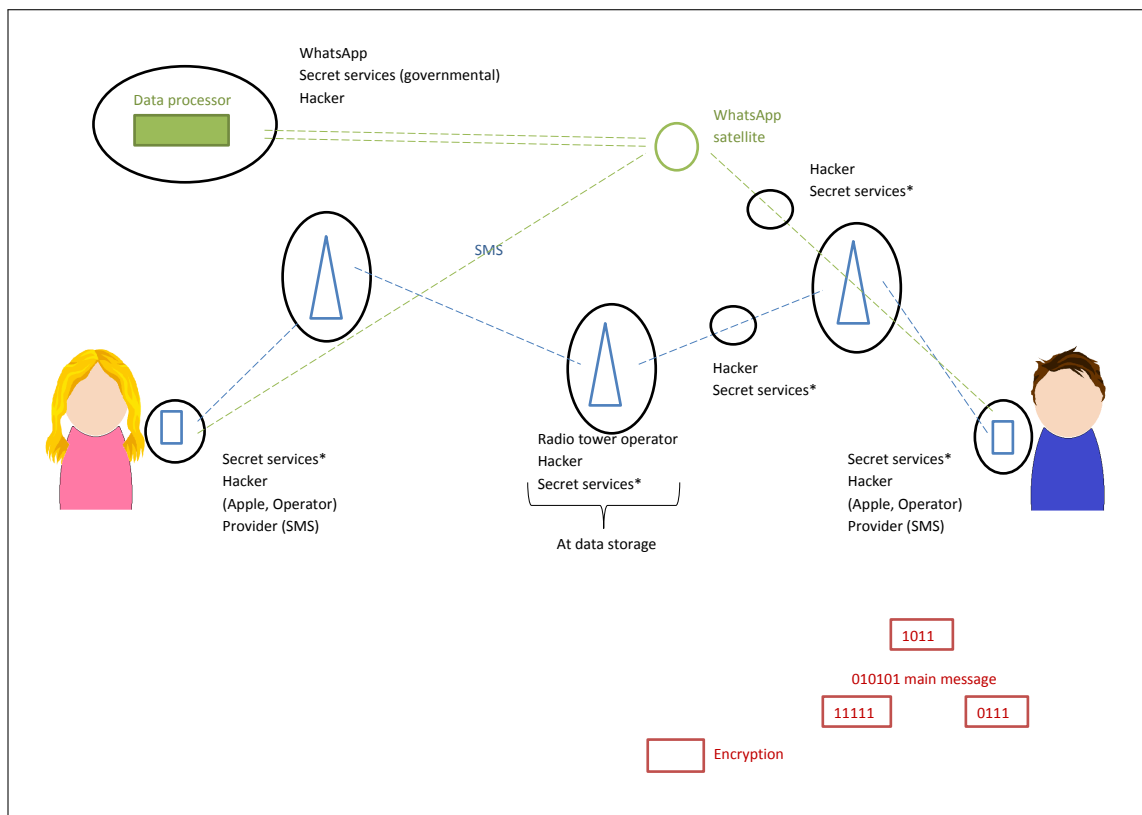 WhatsApp
Secret services (governmental)
Hacker
Data processor
WhatsApp
satellite
Hacker
Secret services*
SMS
Hacker
Secret services*
Radio tower operator
Hacker
Secret services*
At data storage
Secret services*
Hacker
(Apple, Operator)
Provider (SMS)
Secret services*
Hacker
(Apple, Operator)
Provider (SMS)
1011
010101 main message
11111
0111
Encryption